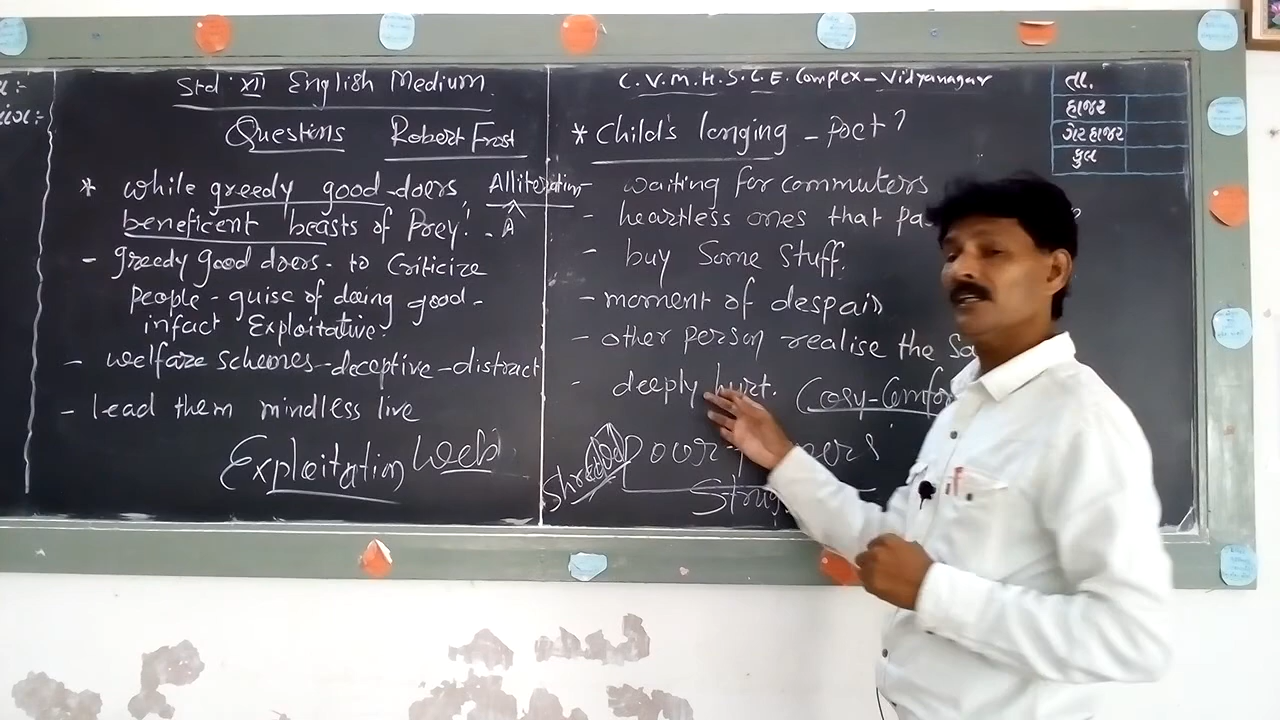 Std XII English Medium
Questions Robert Frost
* while greedy good-doers, Alliteration
beneficent beasts of Prey! - A
- greedy good doers - to Criticize
people - guise of doing good -
infact Exploitative.
- welfare schemes - deceptive - distract
- lead them mindless live
Exploitation Web
C.V.M.H.S.C.E. Complex - Vidyanagar
* Child's longing - Poet?
- waiting for commuters
- heartless ones that pa ?
- buy Some Stuff.
- moment of despair
- other person realise the Sa
- deeply hurt. Cosy-Comfor
Shrewd Poor
Strug
તા.
હાજર
ગેરહાજર
કુલ